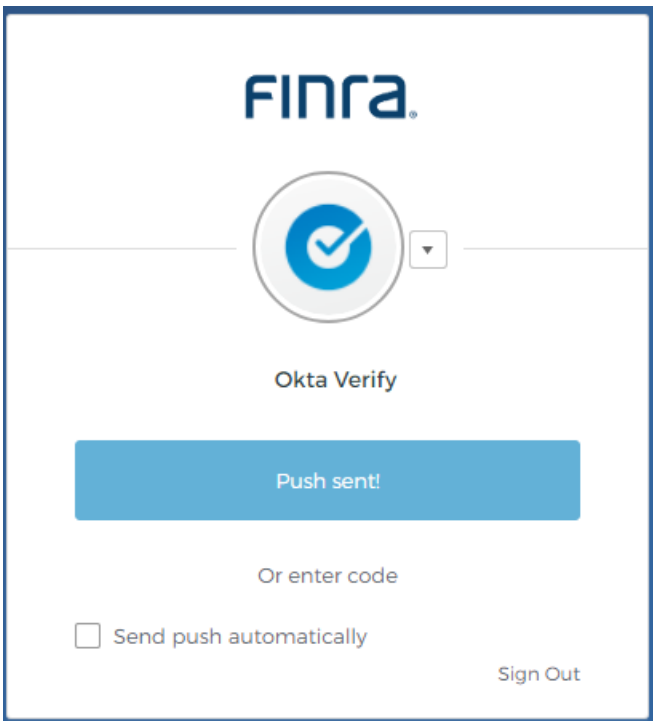 FINra®
Okta Verify
Push sent!
Or enter code
Send push automatically
Sign Out